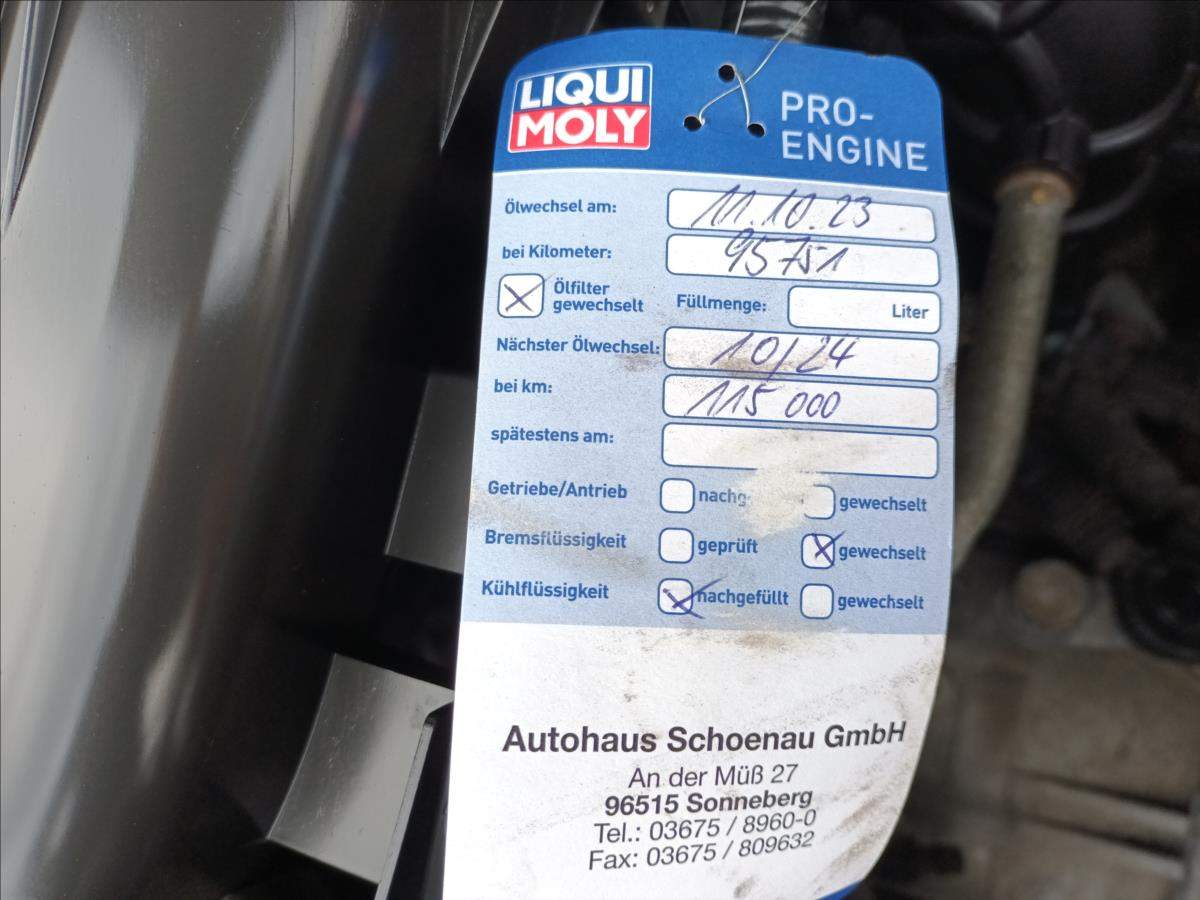 LIQUI
MOLY
PRO-
ENGINE
Ölwechsel am: 11.10.23
bei Kilometer: 95751
Ölfilter
gewechselt
Füllmenge: Liter
Nächster Ölwechsel: 10/24
bei km: 115 000
spätestens am:
Getriebe/Antrieb nachg gewechselt
Bremsflüssigkeit geprüft gewechselt
Kühlflüssigkeit nachgefüllt gewechselt
Autohaus Schoenau GmbH
An der Müß 27
96515 Sonneberg
Tel.: 03675 / 8960-0
Fax: 03675 / 809632